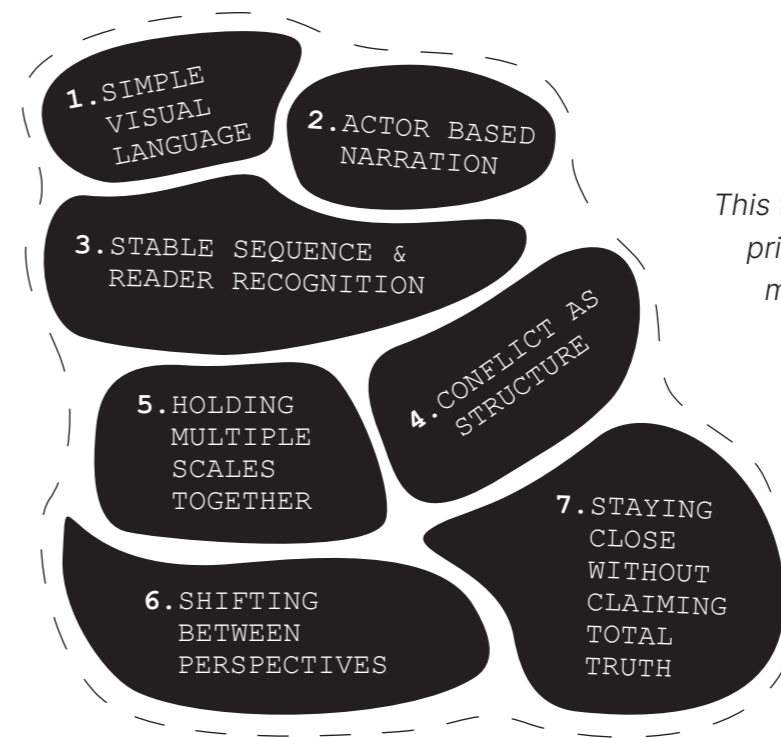 1.SIMPLE
VISUAL
LANGUAGE
2.ACTOR BASED
NARRATION
3.STABLE SEQUENCE &
READER RECOGNITION
4.CONFLICT AS
STRUCTURE
5.HOLDING
MULTIPLE
SCALES
TOGETHER
6.SHIFTING
BETWEEN
PERSPECTIVES
7.STAYING
CLOSE
WITHOUT
CLAIMING
TOTAL
TRUTH
This